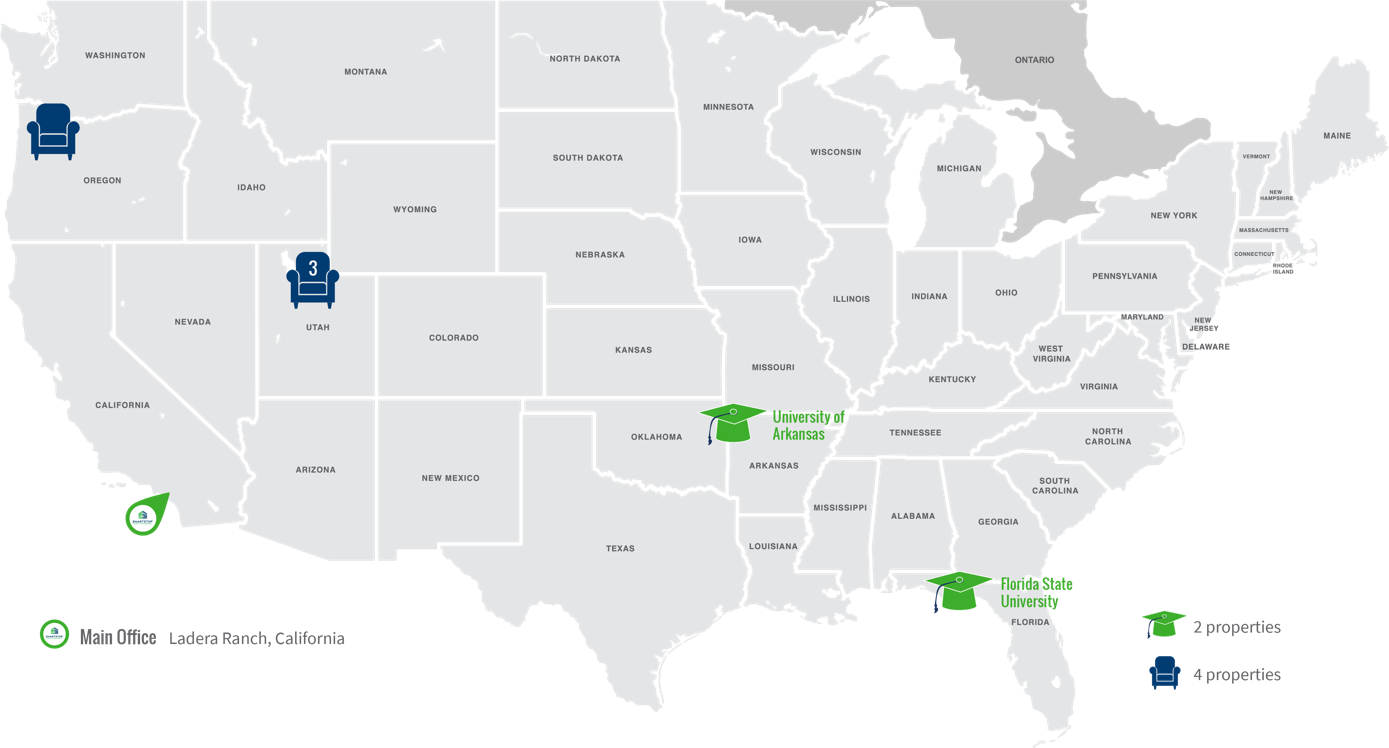 ONTARIO
WASHINGTON
MONTANA
NORTH DAKOTA
MINNESOTA
MAINE
WISCONSIN
VERMONT
SOUTH DAKOTA
MICHIGAN
OREGON
IDAHO
NEW
HAMPSHIRE
WYOMING
NEW YORK
MASSACHUSETTS
IOWA
NEBRASKA
CONNECTICUT
RHODE
ISLAND
3
PENNSYLVANIA
ILLINOIS
INDIANA
OHIO
MARYLAND
NEVADA
UTAH
NEW
JERSEY
COLORADO
KANSAS
DELAWARE
WEST
VIRGINIA
MISSOURI
KENTUCKY
VIRGINIA
CALIFORNIA
University of
Arkansas
OKLAHOMA
TENNESSEE
NORTH
CAROLINA
ARIZONA
NEW MEXICO
ARKANSAS
SOUTH
CAROLINA
MISSISSIPPI
ALABAMA
GEORGIA
SMARTSTOP
TEXAS
LOUISIANA
Florida State
University
FLORIDA
SMARTSTOP
Main Office Ladera Ranch, California
2 properties
4 properties